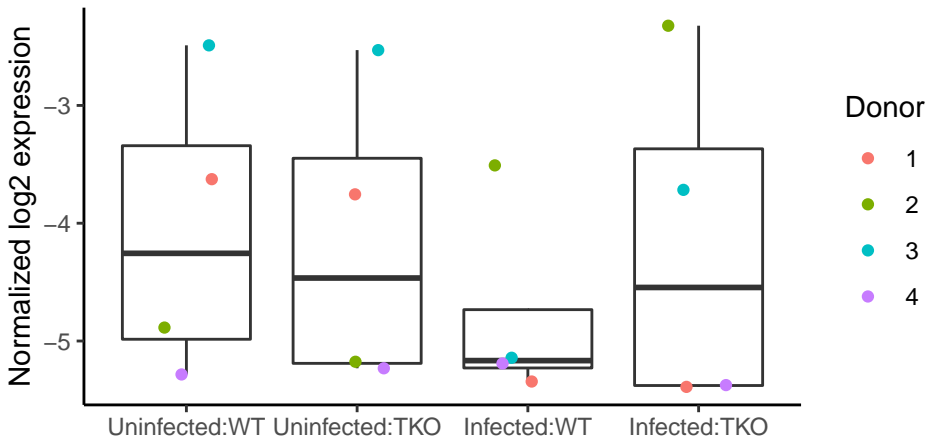 Normalized log2 expression
−3
−4
−5
Uninfected:WT
Uninfected:TKO
Infected:WT
Infected:TKO
Donor
1
2
3
4